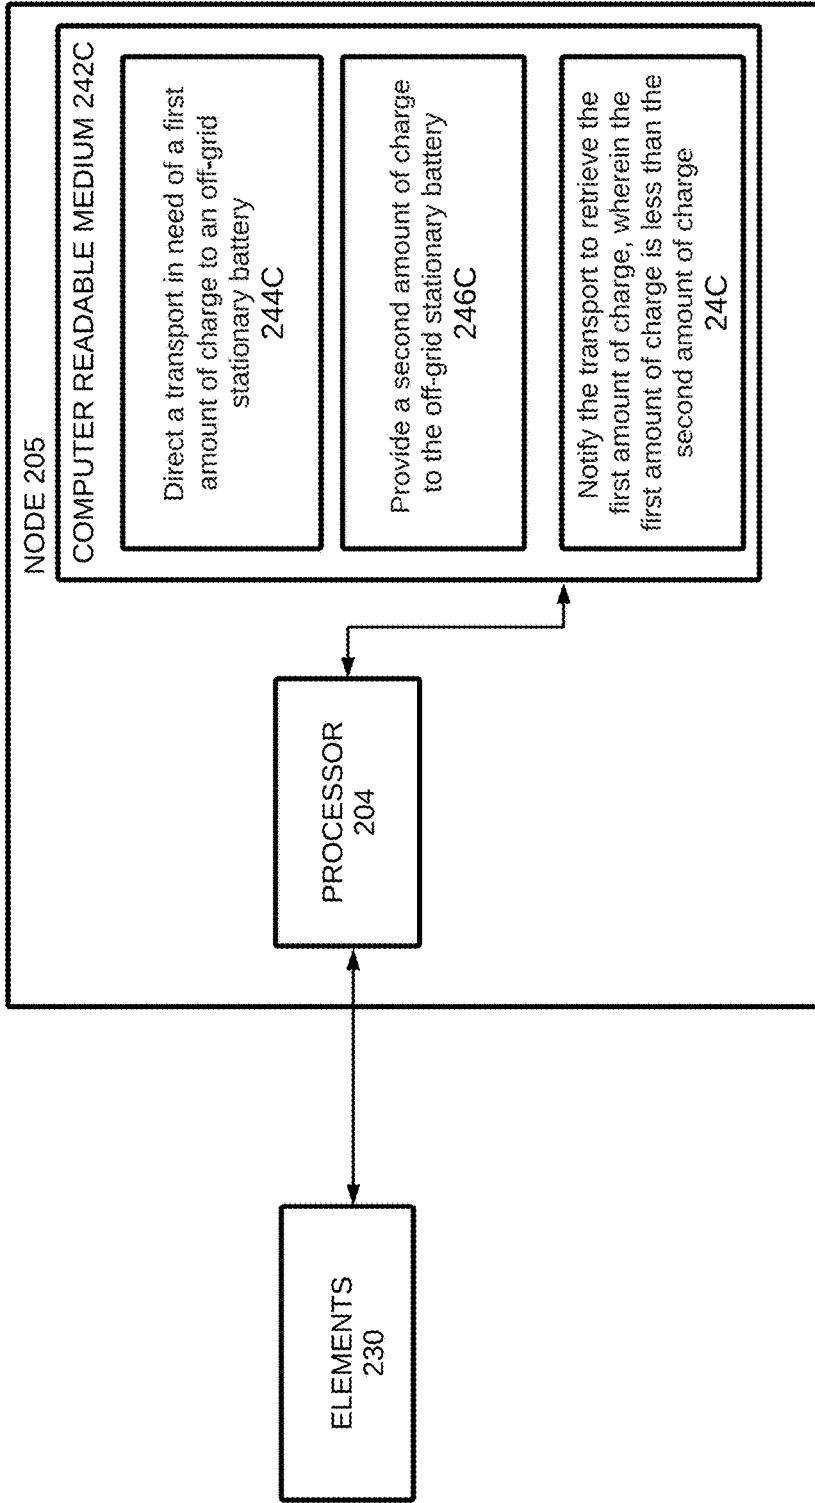 NODE 205
COMPUTER READABLE MEDIUM 242C
Direct a transport in need of a first
amount of charge to an off-grid
stationary battery
244C
Provide a second amount of charge
to the off-grid stationary battery
246C
Notify the transport to retrieve the
first amount of charge, wherein the
first amount of charge is less than the
second amount of charge
24C
PROCESSOR
204
ELEMENTS
230